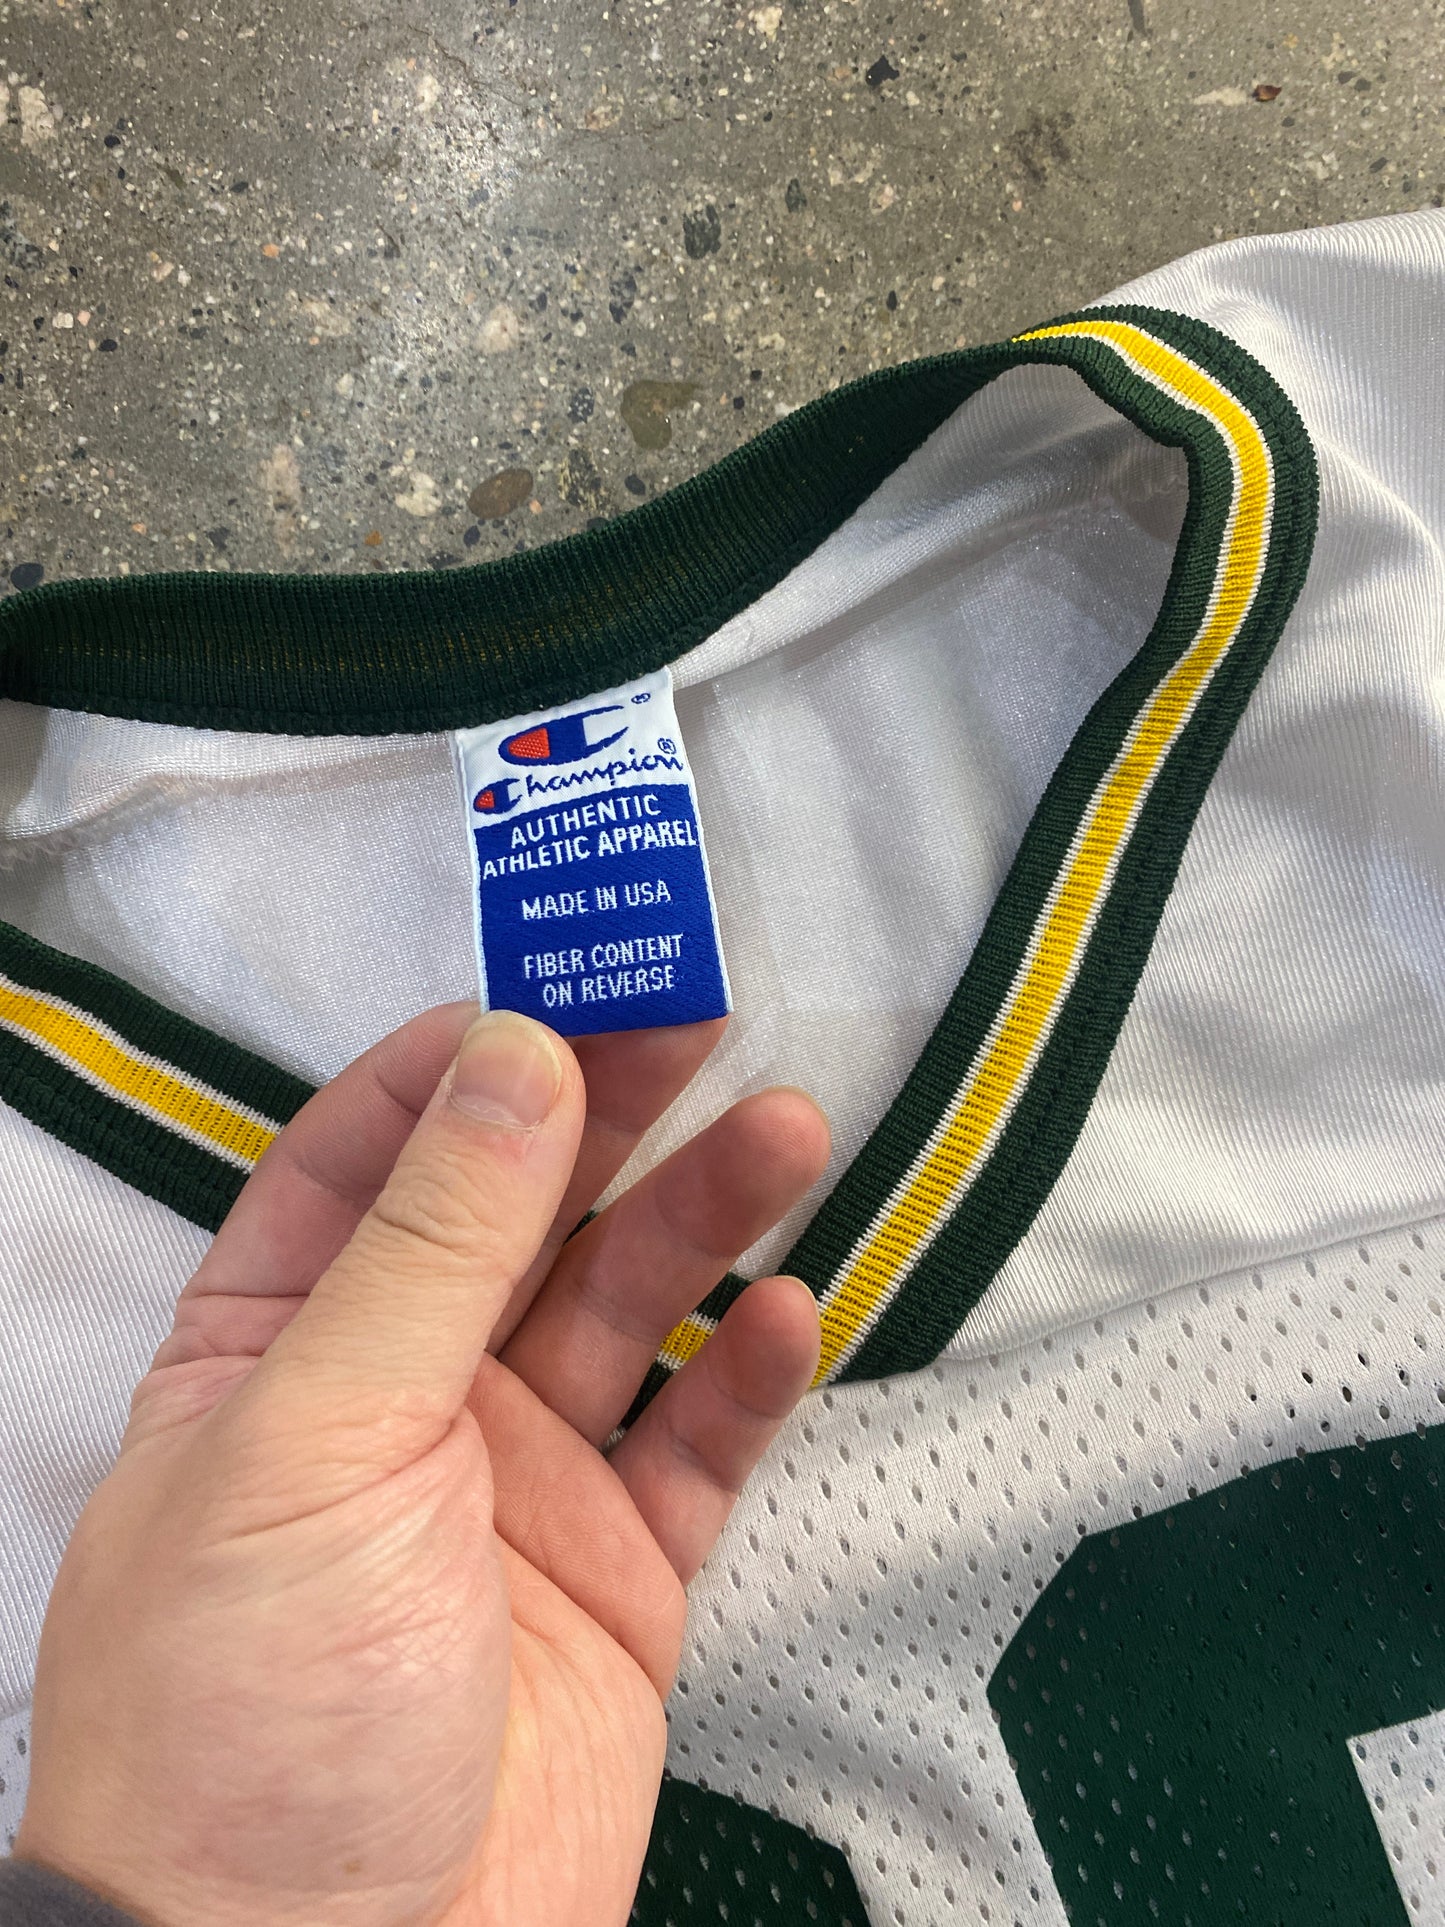 Champion®
AUTHENTIC
ATHLETIC APPAREL
MADE IN USA
FIBER CONTENT
ON REVERSE